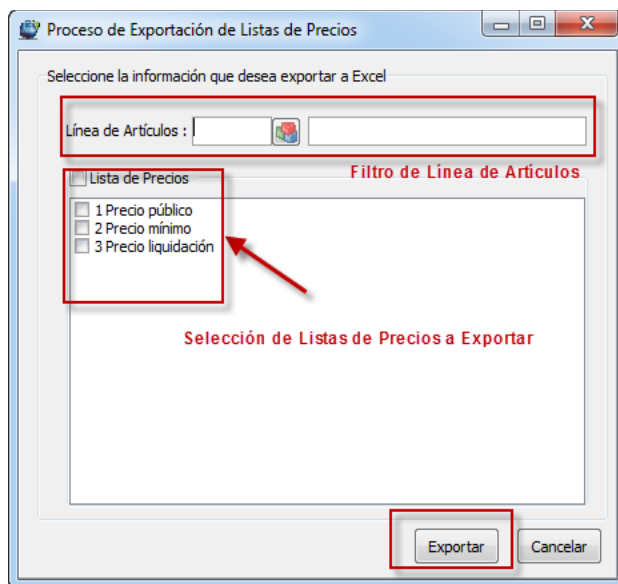 Proceso de Exportación de Listas de Precios
Seleccione la información que desea exportar a Excel
Línea de Artículos :
Filtro de Línea de Artículos
Lista de Precios
1 Precio público
2 Precio mínimo
3 Precio liquidación
Selección de Listas de Precios a Exportar
Exportar Cancelar